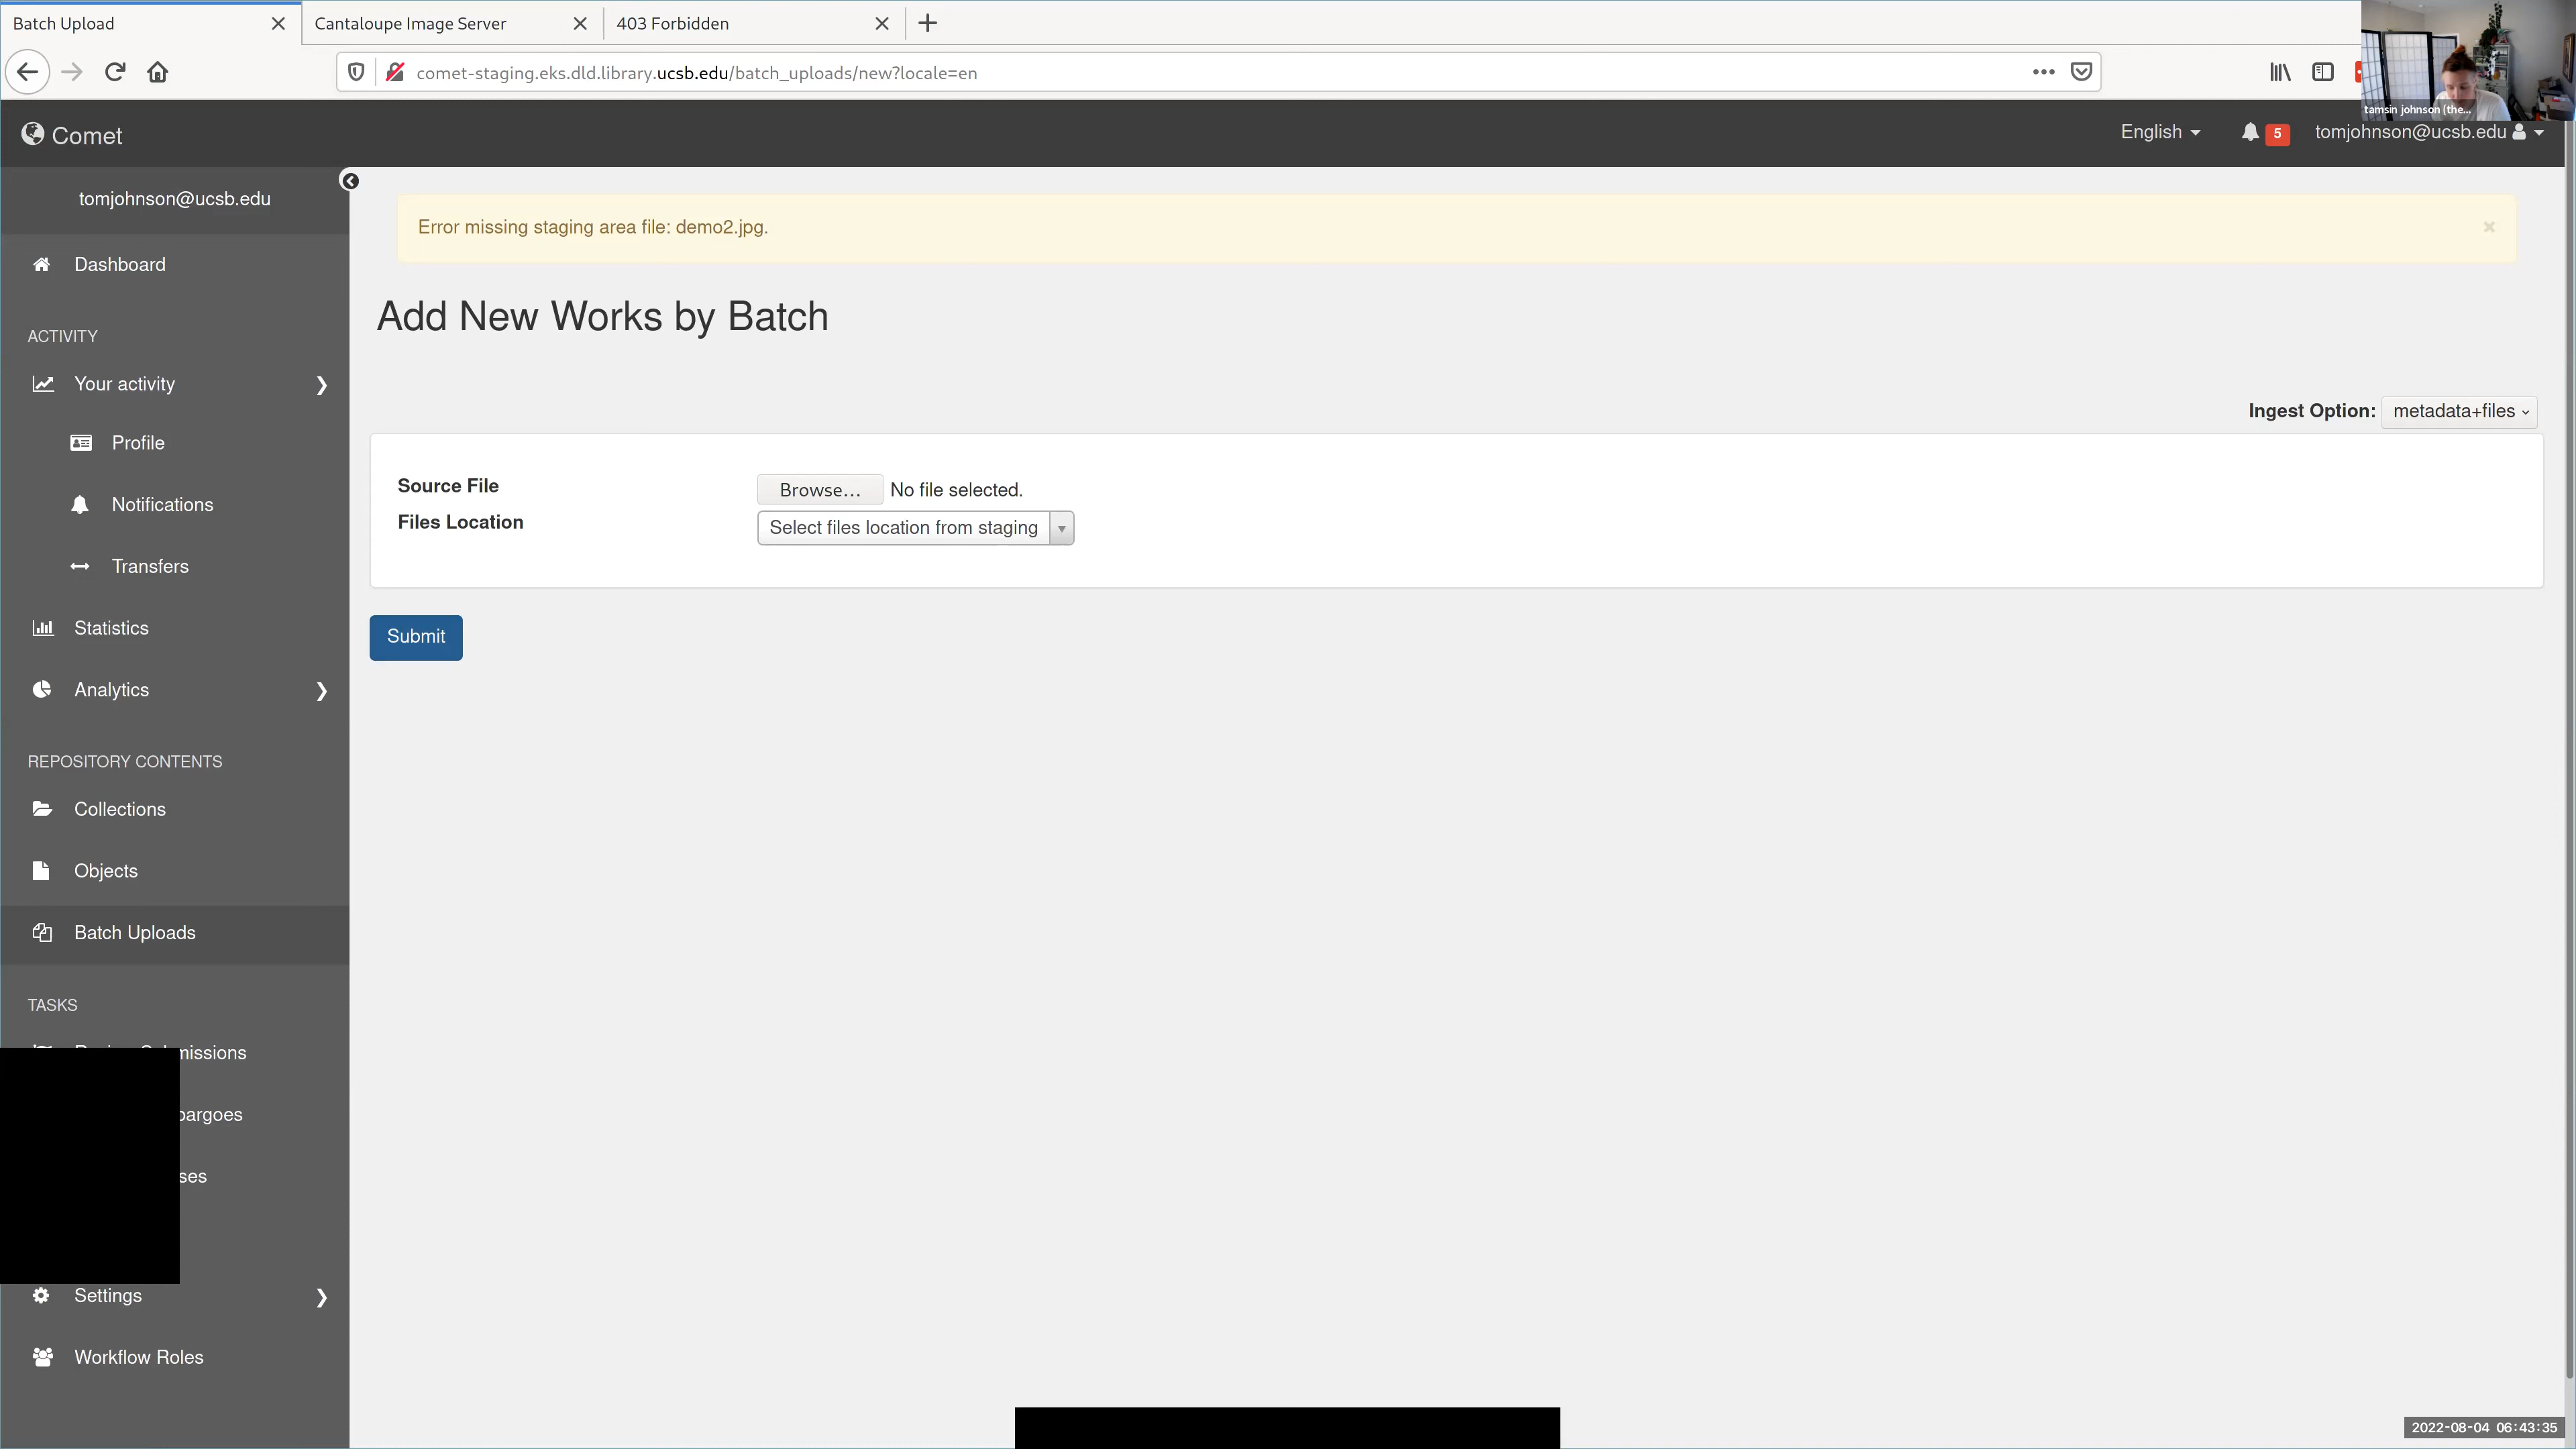 Batch Upload
Cantaloupe Image Server
403 Forbidden
comet-staging.eks.dld.library.ucsb.edu/batch_uploads/new?locale=en
tamsin johnson (the...
Comet
English
5
tomjohnson@ucsb.edu
tomjohnson@ucsb.edu
Error missing staging area file: demo2.jpg.
Dashboard
Add New Works by Batch
ACTIVITY
Your activity
Ingest Option: metadata+files
Profile
Source File
Browse... No file selected.
Files Location
Select files location from staging
Notifications
Transfers
Statistics
Submit
Analytics
REPOSITORY CONTENTS
Collections
Objects
Batch Uploads
TASKS
missions
bargoes
ses
Settings
Workflow Roles
2022-08-04 06:43:35